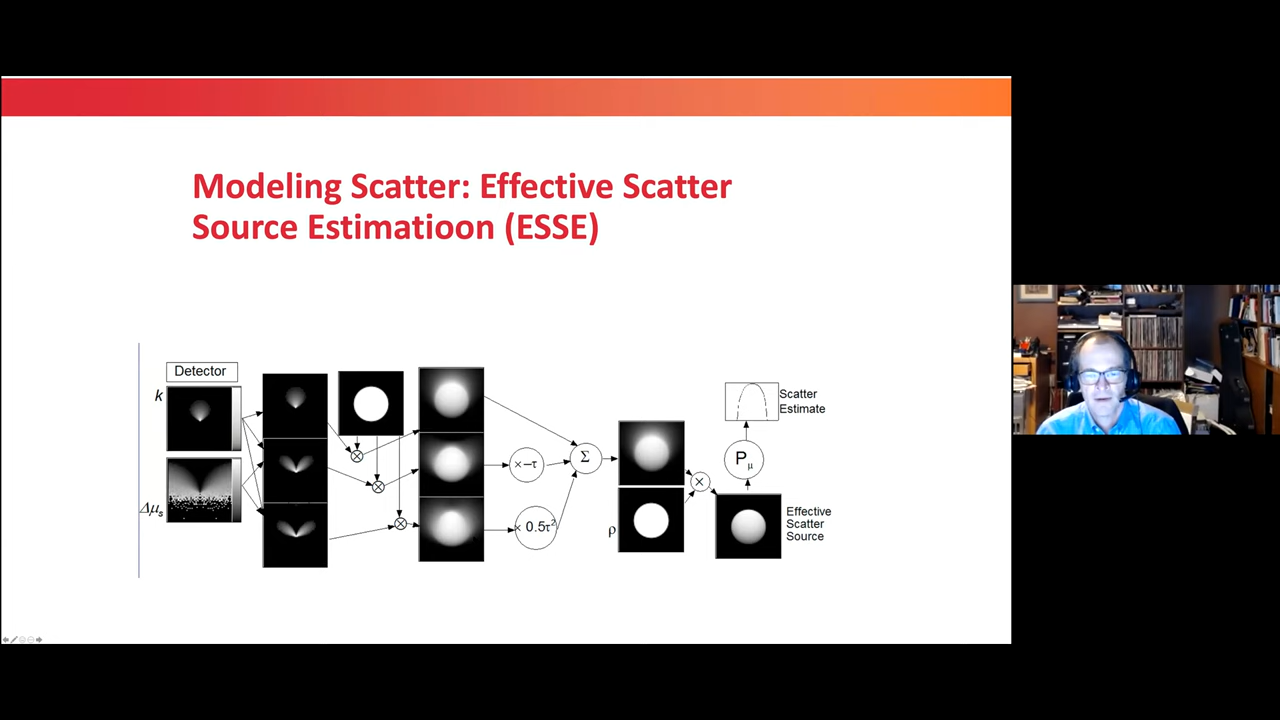 Modeling Scatter: Effective Scatter
Source Estimatioon (ESSE)
Detector
k
Δμs
× −τ
× 0.5τ²
Σ
ρ
×
Pμ
Scatter
Estimate
Effective
Scatter
Source